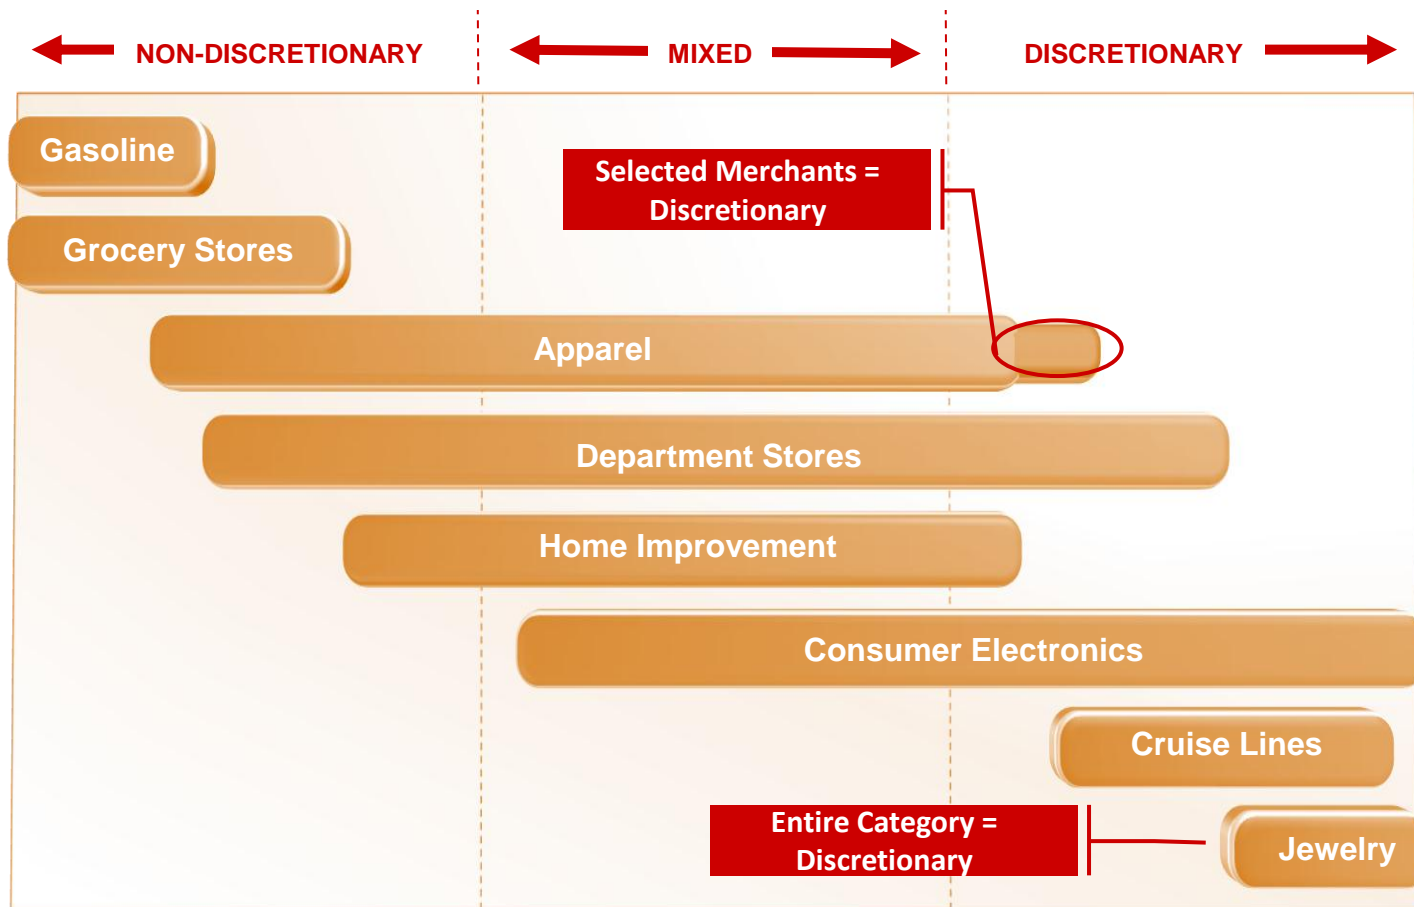 NON-DISCRETIONARY
MIXED
DISCRETIONARY
Gasoline
Selected Merchants =
Discretionary
Grocery Stores
Apparel
Department Stores
Home Improvement
Consumer Electronics
Cruise Lines
Entire Category =
Discretionary
Jewelry